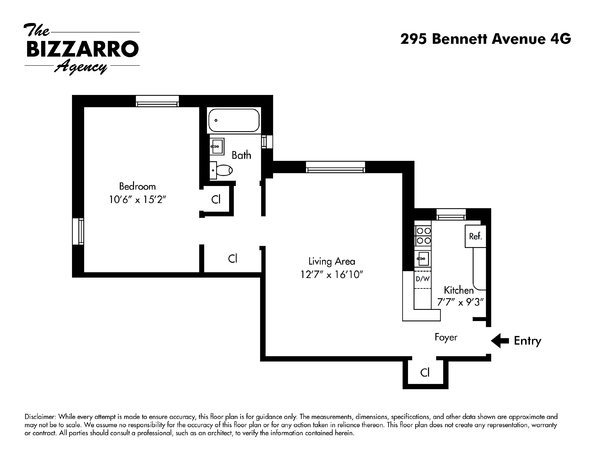 The
BIZZARRO
Agency
295 Bennett Avenue 4G
Bath
Bedroom
10'6" x 15'2"
Cl
Cl
Living Area
12'7" x 16'10"
Ref.
D/W
Kitchen
7'7" x 9'3"
Foyer
Entry
Cl
Disclaimer: While every attempt is made to ensure accuracy, this floor plan is for guidance only. The measurements, dimensions, specifications, and other data shown are approximate and
may not be to scale. We assume no responsibility for the accuracy of this floor plan or for any action taken in reliance thereon. This floor plan does not create any representation, warranty
or contract. All parties should consult a professional, such as an architect, to verify the information contained herein.